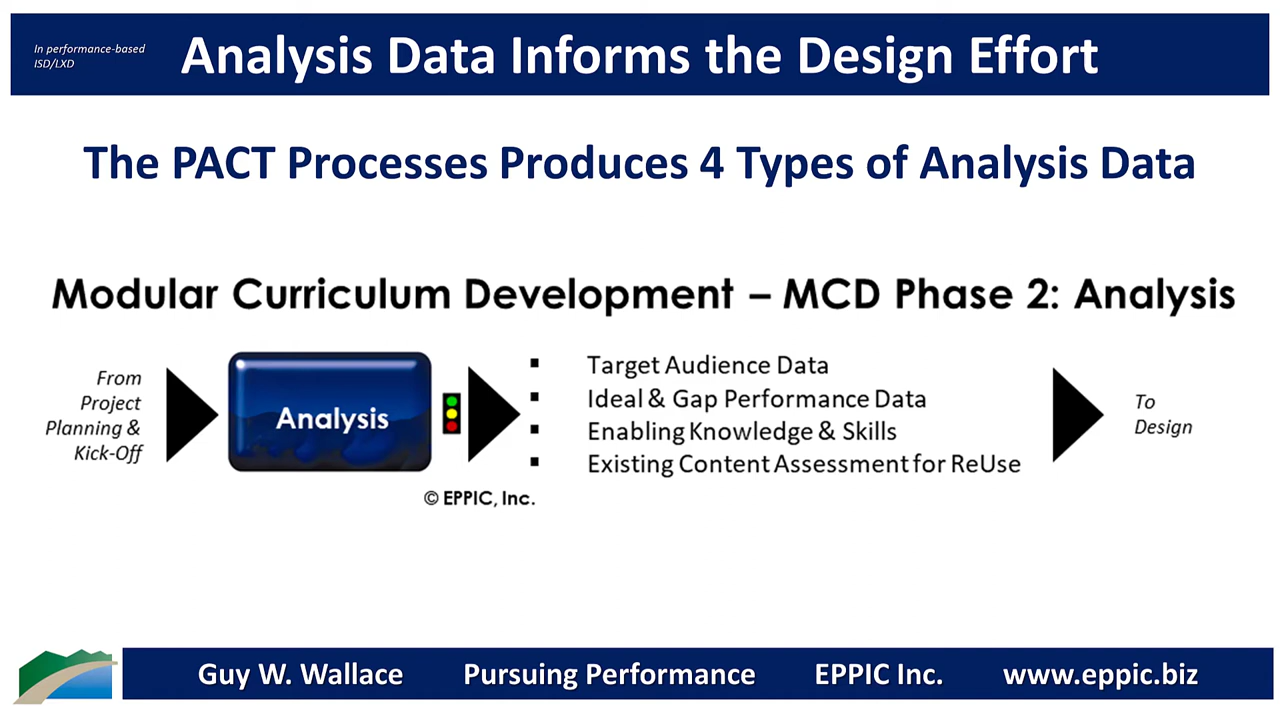 In performance-based
ISD/LXD
Analysis Data Informs the Design Effort
The PACT Processes Produces 4 Types of Analysis Data
Modular Curriculum Development – MCD Phase 2: Analysis
From
Project
Planning &
Kick-Off
Analysis
▪ Target Audience Data
▪ Ideal & Gap Performance Data
▪ Enabling Knowledge & Skills
▪ Existing Content Assessment for ReUse
To
Design
© EPPIC, Inc.
Guy W. Wallace Pursuing Performance EPPIC Inc. www.eppic.biz